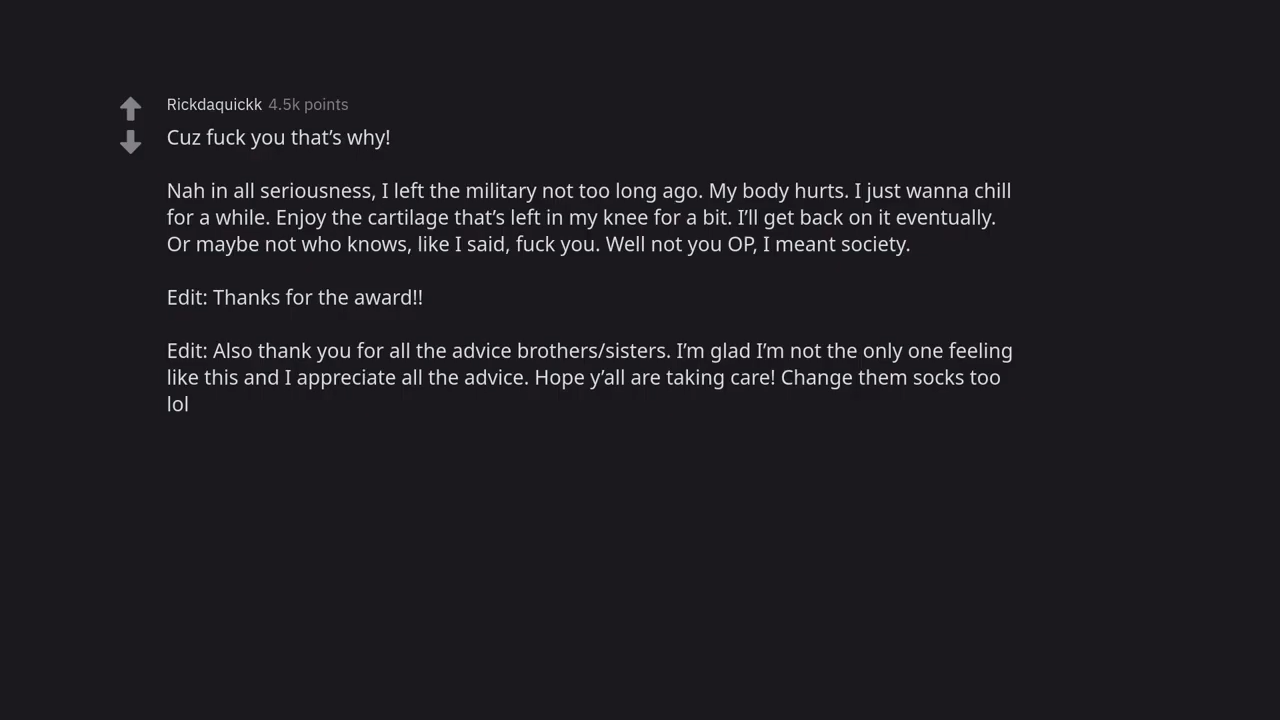 Rickdaquickk 4.5k points
Cuz fuck you that’s why!
Nah in all seriousness, I left the military not too long ago. My body hurts. I just wanna chill
for a while. Enjoy the cartilage that’s left in my knee for a bit. I’ll get back on it eventually.
Or maybe not who knows, like I said, fuck you. Well not you OP, I meant society.
Edit: Thanks for the award!!
Edit: Also thank you for all the advice brothers/sisters. I’m glad I’m not the only one feeling
like this and I appreciate all the advice. Hope y’all are taking care! Change them socks too
lol